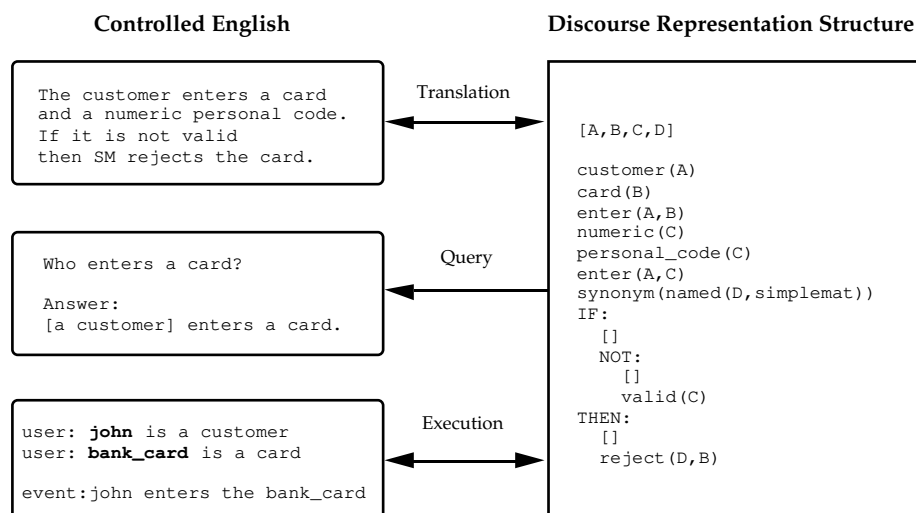 Controlled English
Discourse Representation Structure
The customer enters a card
and a numeric personal code.
If it is not valid
then SM rejects the card.
Translation
Who enters a card?
Answer:
[a customer] enters a card.
Query
user: john is a customer
user: bank_card is a card
event:john enters the bank_card
Execution
[A,B,C,D]
customer(A)
card(B)
enter(A,B)
numeric(C)
personal_code(C)
enter(A,C)
synonym(named(D,simplemat))
IF:
[]
NOT:
[]
valid(C)
THEN:
[]
reject(D,B)